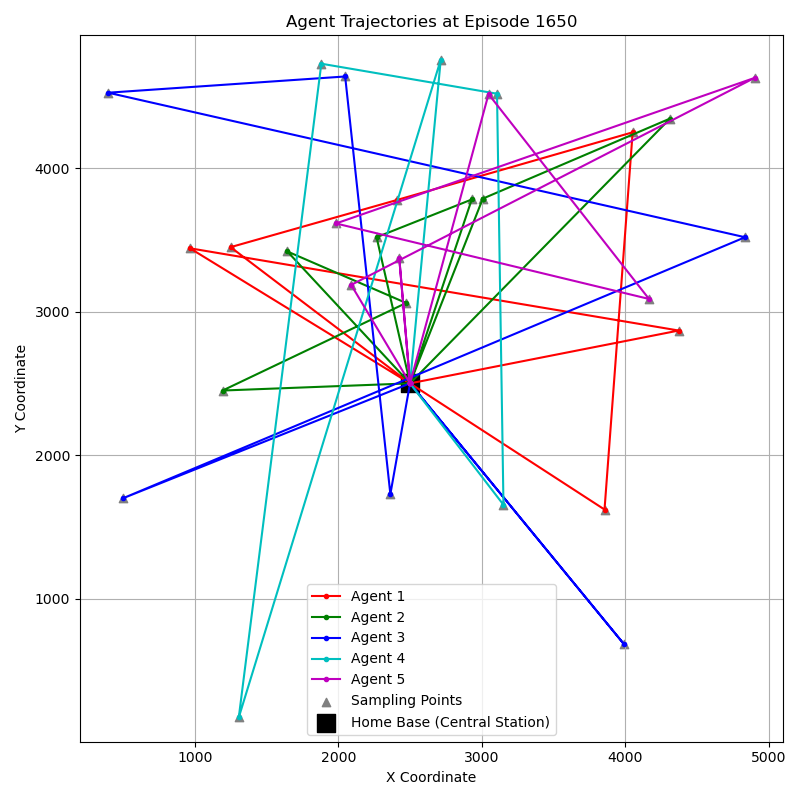 Agent Trajectories at Episode 1650
Y Coordinate
4000
3000
2000
1000
Agent 1
Agent 2
Agent 3
Agent 4
Agent 5
Sampling Points
Home Base (Central Station)
1000
2000
3000
4000
5000
X Coordinate